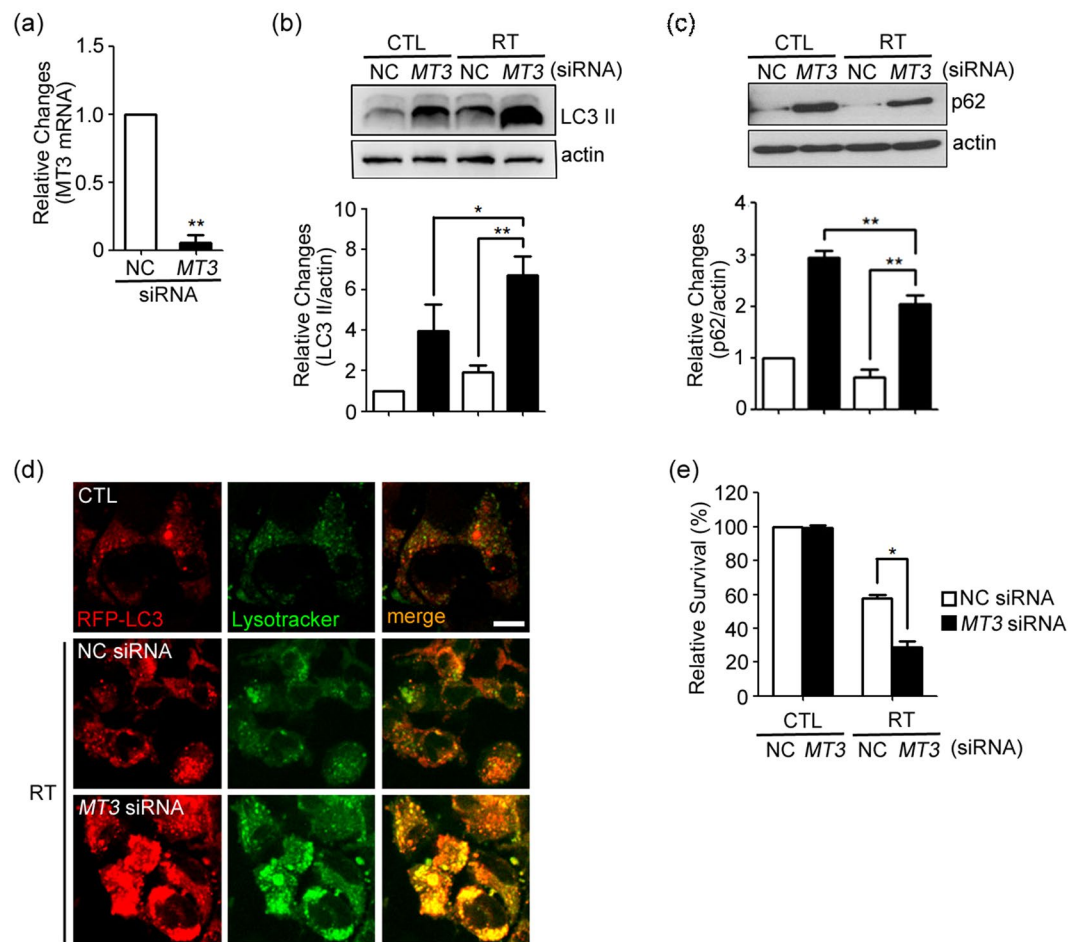 (a)
Relative Changes
(MT3 mRNA)
1.5
1.0
0.5
0
**
NC MT3
siRNA
(b)
CTL RT
NC MT3 NC MT3 (siRNA)
LC3 II
actin
Relative Changes
(LC3 II/actin)
10
8
6
4
2
0
*
**
(c)
CTL RT
NC MT3 NC MT3 (siRNA)
p62
actin
Relative Changes
(p62/actin)
4
3
2
1
0
**
**
(d)
CTL
RFP-LC3 Lysotracker merge
RT
NC siRNA
MT3 siRNA
(e)
Relative Survival (%)
120
100
80
60
40
20
0
*
NC siRNA
MT3 siRNA
CTL RT
NC MT3 NC MT3 (siRNA)